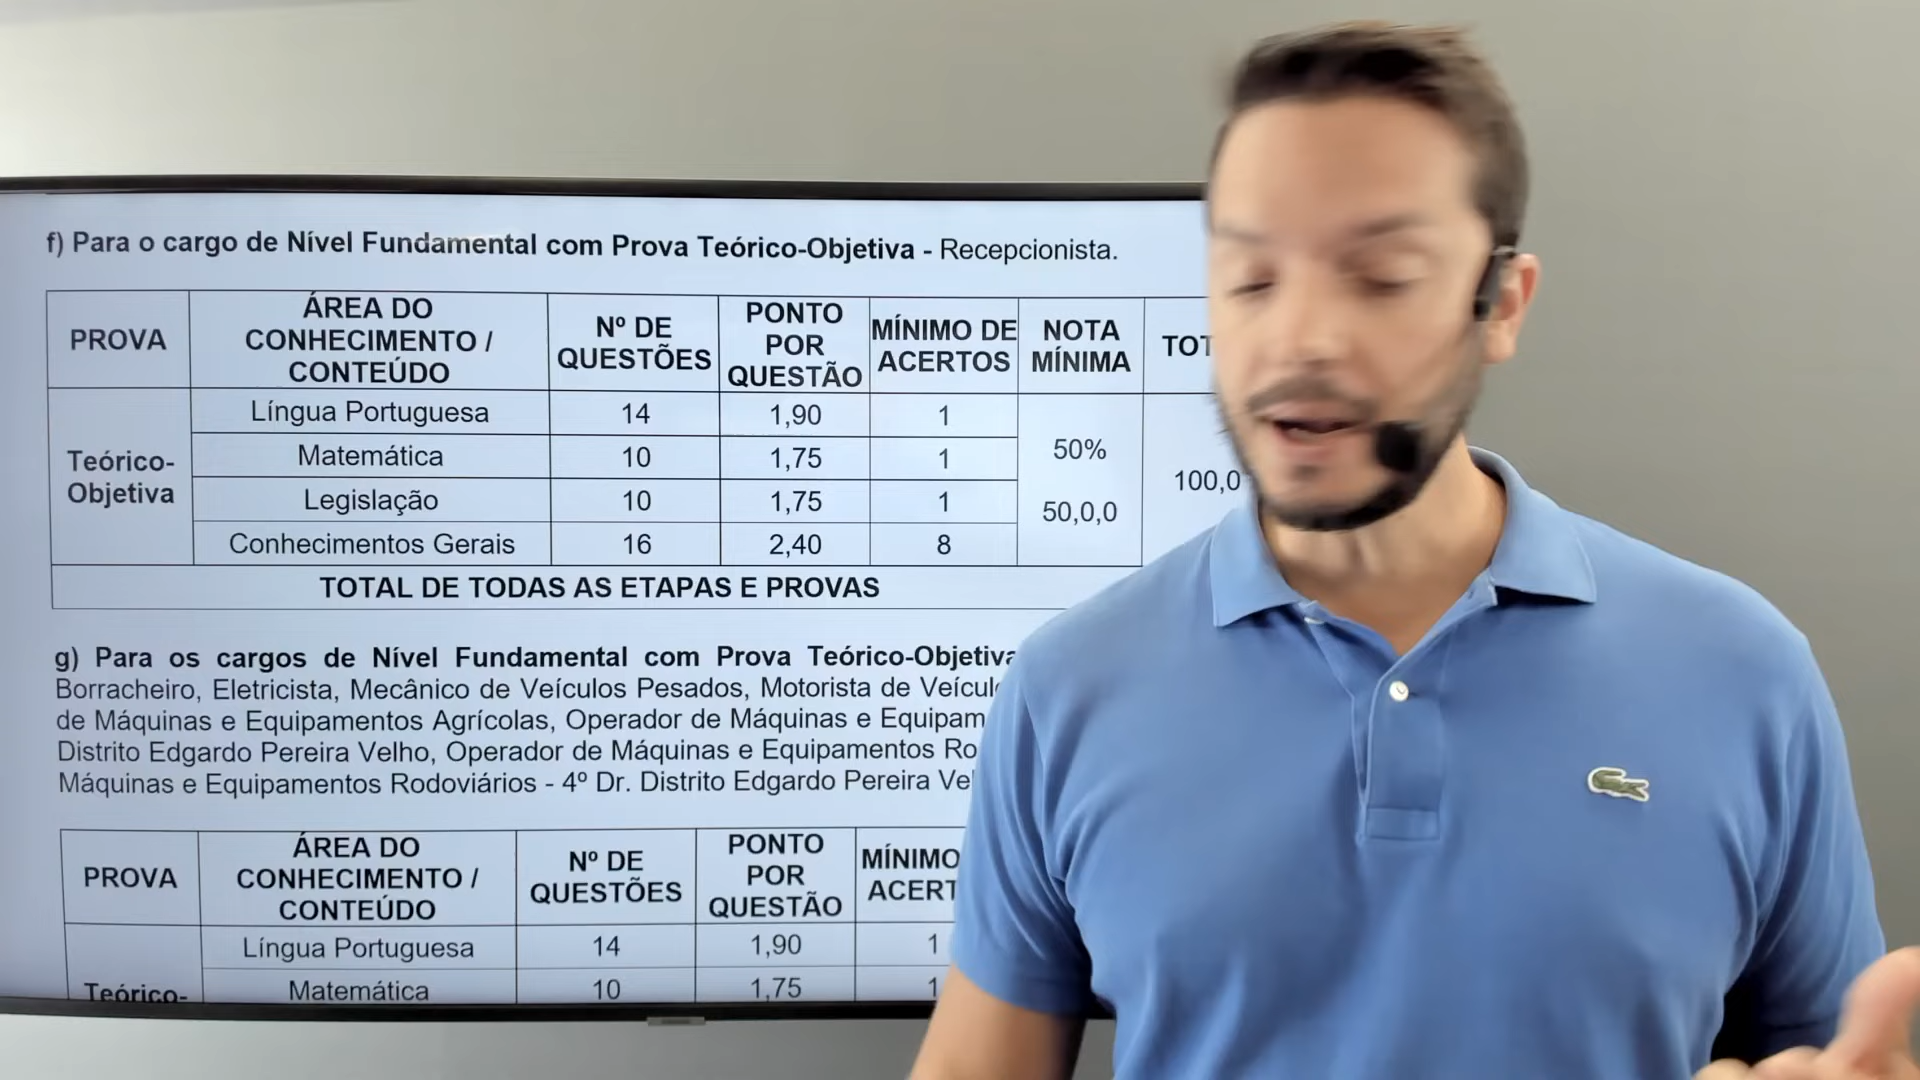 f) Para o cargo de Nível Fundamental com Prova Teórico-Objetiva - Recepcionista.
PROVA
ÁREA DO
CONHECIMENTO /
CONTEÚDO
Nº DE
QUESTÕES
PONTO
POR
QUESTÃO
MÍNIMO DE
ACERTOS
NOTA
MÍNIMA
Teórico-
Objetiva
Língua Portuguesa 14 1,90 1
Matemática 10 1,75 1
Legislação 10 1,75 1
Conhecimentos Gerais 16 2,40 8
50%
50,0,0
100,0
TOTAL DE TODAS AS ETAPAS E PROVAS
g) Para os cargos de Nível Fundamental com Prova Teórico-Objetiva
Borracheiro, Eletricista, Mecânico de Veículos Pesados, Motorista de
de Máquinas e Equipamentos Agrícolas, Operador de Máquinas e
Distrito Edgardo Pereira Velho, Operador de Máquinas e Equipamentos
Máquinas e Equipamentos Rodoviários - 4º Dr. Distrito Edgardo Pereira
PROVA
ÁREA DO
CONHECIMENTO /
CONTEÚDO
Nº DE
QUESTÕES
PONTO
POR
QUESTÃO
MÍNIMO
Teórico-
Língua Portuguesa 14 1,90 1
Matemática 10 1,75 1